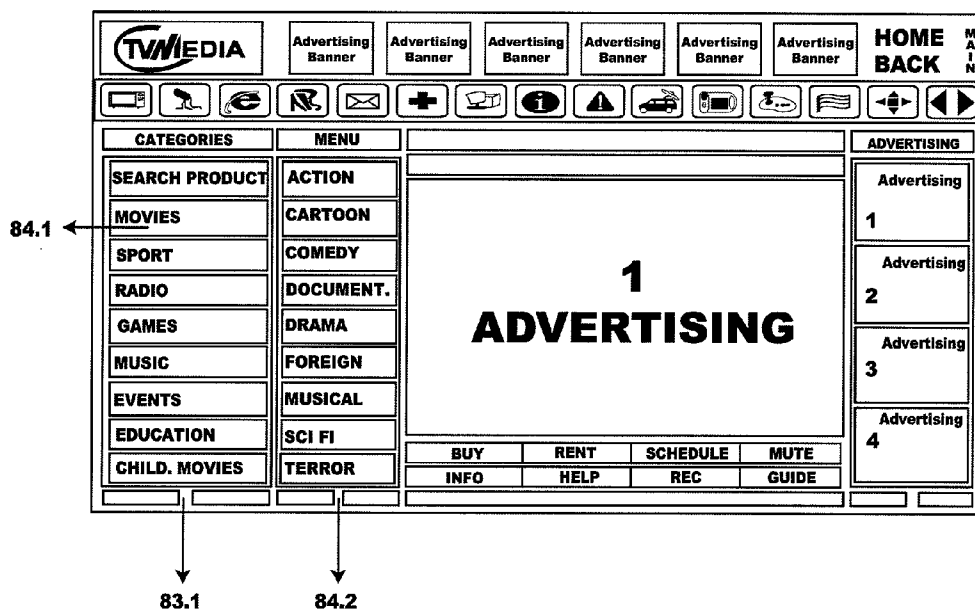 TVMEDIA
Advertising Banner
Advertising Banner
Advertising Banner
Advertising Banner
Advertising Banner
Advertising Banner
HOME
BACK
MAIN
CATEGORIES
SEARCH PRODUCT
MOVIES
SPORT
RADIO
GAMES
MUSIC
EVENTS
EDUCATION
CHILD. MOVIES
MENU
ACTION
CARTOON
COMEDY
DOCUMENT.
DRAMA
FOREIGN
MUSICAL
SCI FI
TERROR
1
ADVERTISING
BUY RENT SCHEDULE MUTE
INFO HELP REC GUIDE
ADVERTISING
Advertising
1
Advertising
2
Advertising
3
Advertising
4
84.1
83.1
84.2